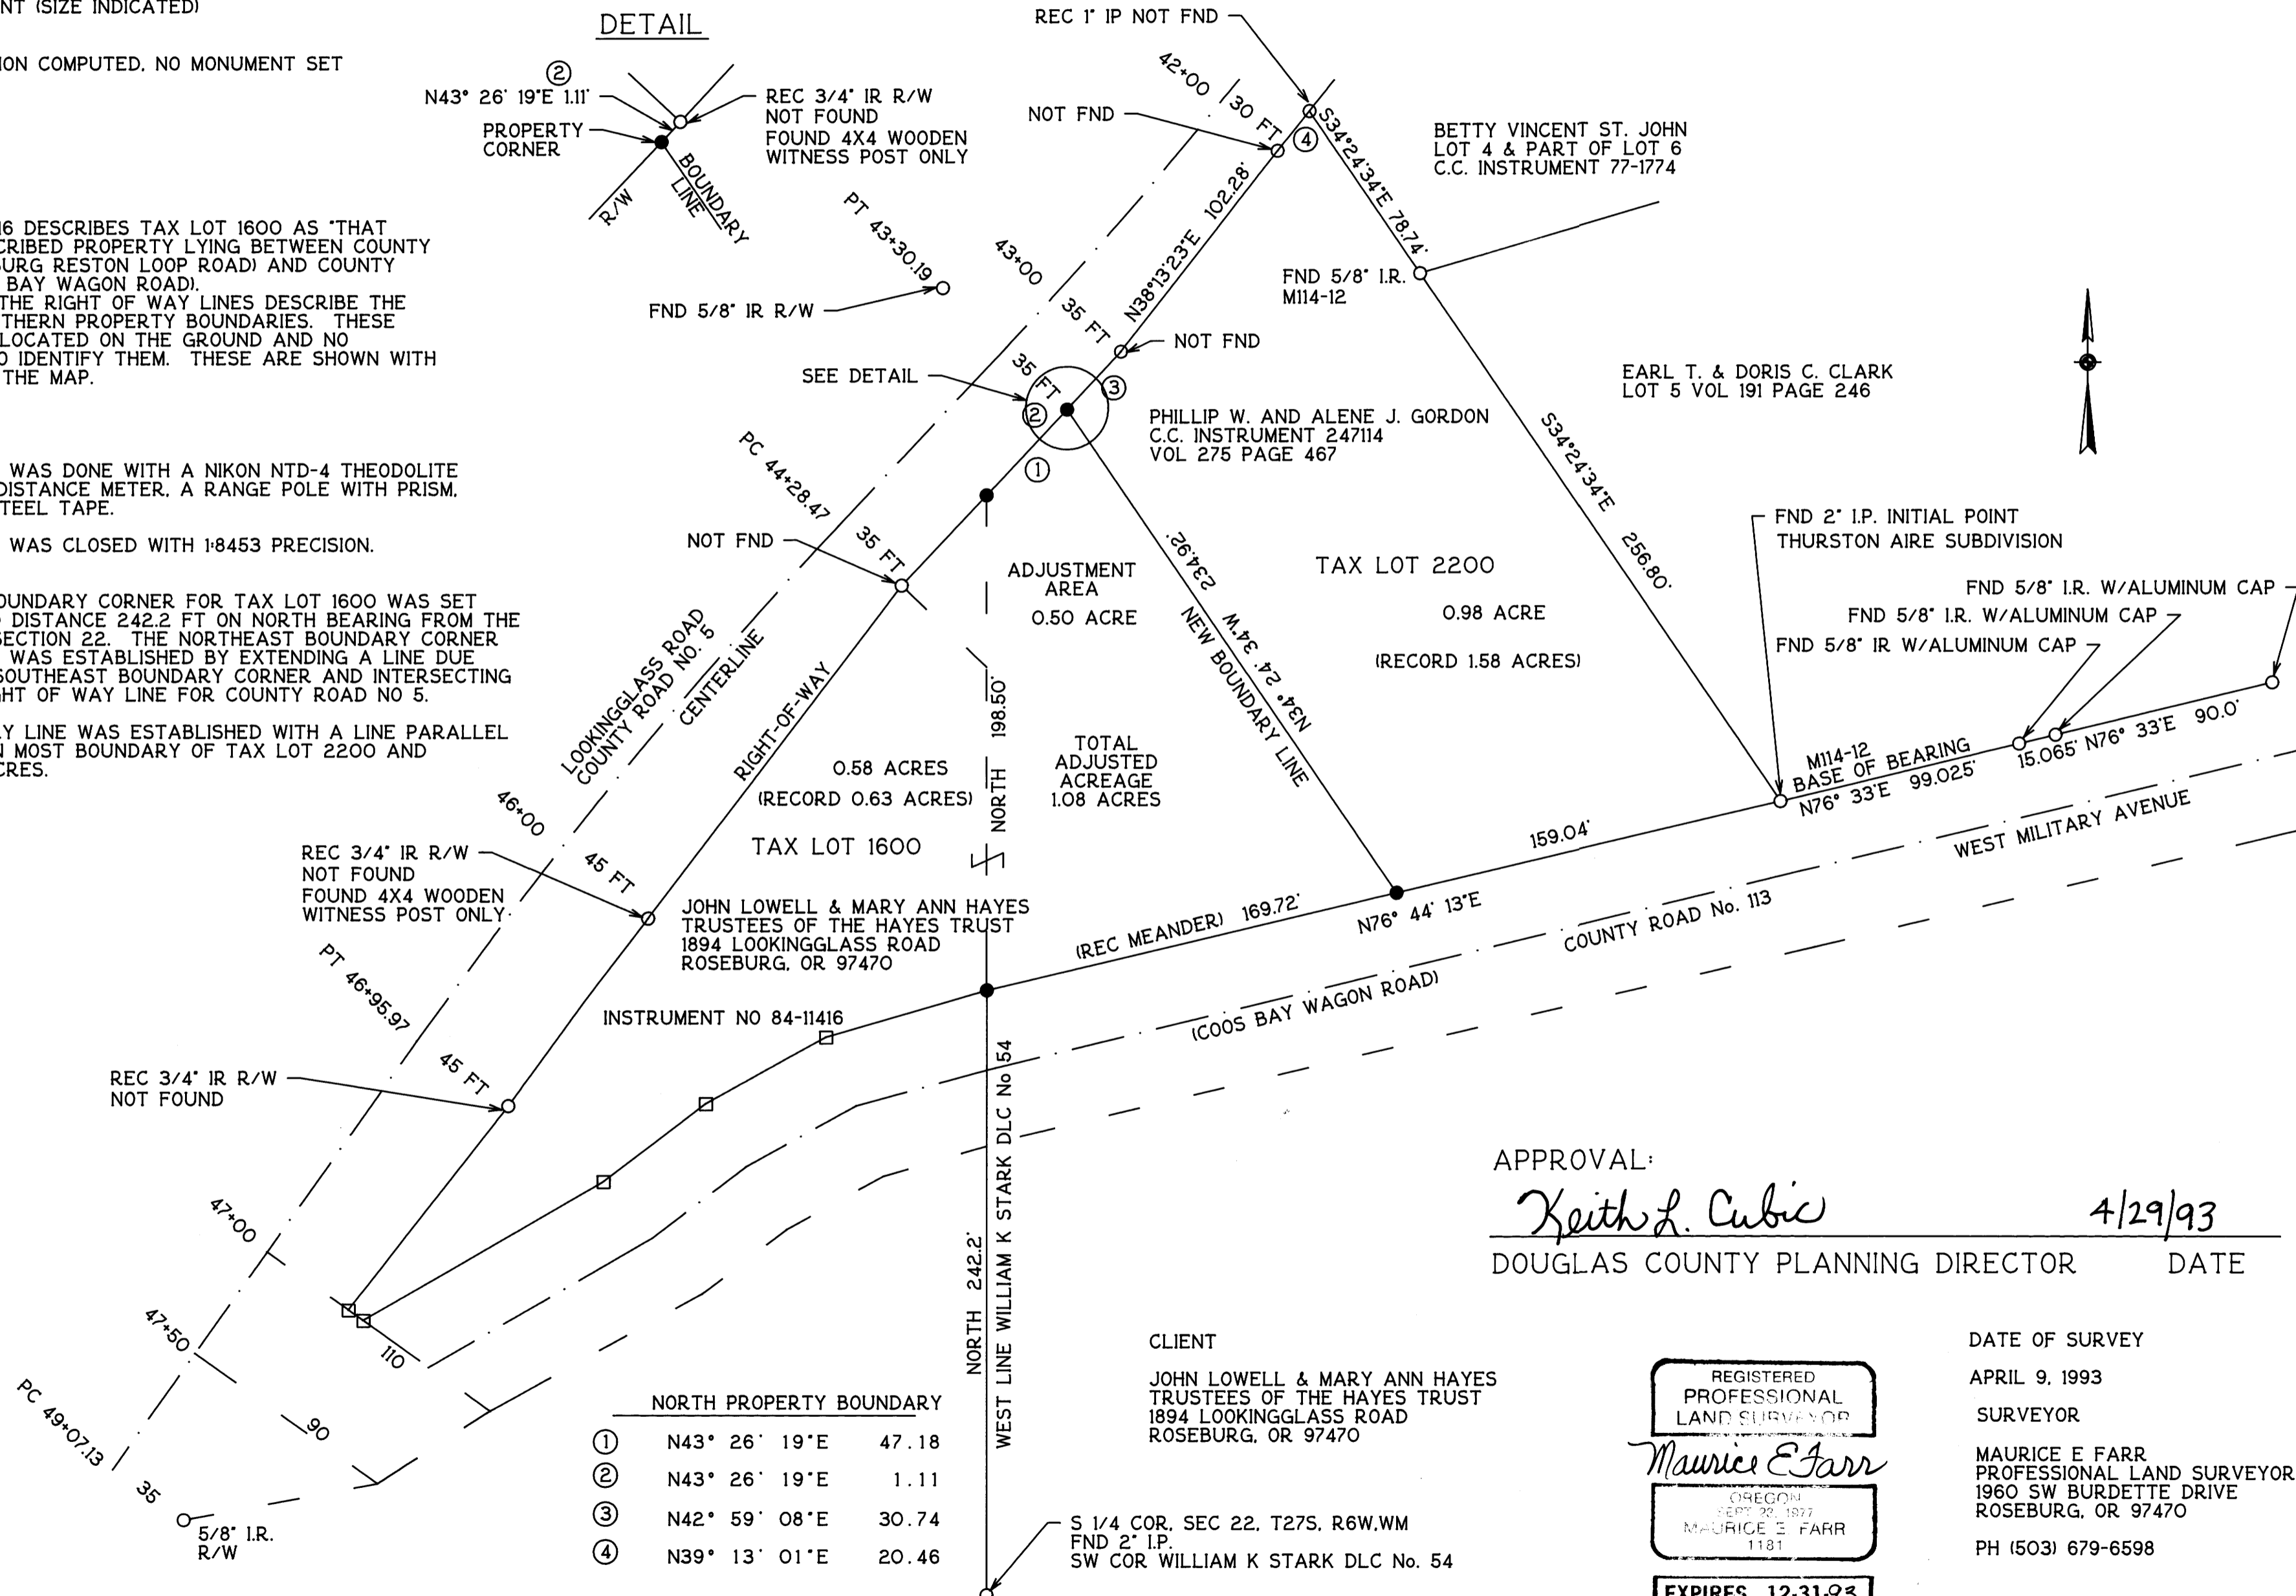 NT (SIZE INDICATED)
ION COMPUTED, NO MONUMENT SET
16 DESCRIBES TAX LOT 1600 AS "THAT
CRIBED PROPERTY LYING BETWEEN COUNTY
BURG RESTON LOOP ROAD) AND COUNTY
BAY WAGON ROAD).
THE RIGHT OF WAY LINES DESCRIBE THE
THERN PROPERTY BOUNDARIES. THESE
LOCATED ON THE GROUND AND NO
O IDENTIFY THEM. THESE ARE SHOWN WITH
THE MAP.
WAS DONE WITH A NIKON NTD-4 THEODOLITE
DISTANCE METER, A RANGE POLE WITH PRISM,
TEEL TAPE.
WAS CLOSED WITH 1:8453 PRECISION.
OUNDARY CORNER FOR TAX LOT 1600 WAS SET
DISTANCE 242.2 FT ON NORTH BEARING FROM THE
SECTION 22. THE NORTHEAST BOUNDARY CORNER
WAS ESTABLISHED BY EXTENDING A LINE DUE
SOUTHEAST BOUNDARY CORNER AND INTERSECTING
GHT OF WAY LINE FOR COUNTY ROAD NO 5.
Y LINE WAS ESTABLISHED WITH A LINE PARALLEL
N MOST BOUNDARY OF TAX LOT 2200 AND
CRES.
DETAIL
②
N43° 26' 19"E 1.11'
PROPERTY
CORNER
REC 3/4" IR R/W
NOT FOUND
FOUND 4X4 WOODEN
WITNESS POST ONLY
R/W
BOUNDARY
LINE
REC 1" IP NOT FND
42+00
30 FT
NOT FND
④
S34°24'34"E 78.74'
BETTY VINCENT ST. JOHN
LOT 4 & PART OF LOT 6
C.C. INSTRUMENT 77-1774
PT 43+30.19
FND 5/8" IR R/W
43+00
35 FT
N38°13'23"E 102.28'
NOT FND
FND 5/8" I.R.
M114-12
SEE DETAIL
35 FT
②
③
①
PHILLIP W. AND ALENE J. GORDON
C.C. INSTRUMENT 247114
VOL 275 PAGE 467
EARL T. & DORIS C. CLARK
LOT 5 VOL 191 PAGE 246
S34°24'34"E 256.80'
PC 44+28.47
NOT FND
35 FT
ADJUSTMENT
AREA
0.50 ACRE
234.92'
N34° 24' 34"W
NEW BOUNDARY LINE
TAX LOT 2200
0.98 ACRE
(RECORD 1.58 ACRES)
FND 2" I.P. INITIAL POINT
THURSTON AIRE SUBDIVISION
FND 5/8" I.R. W/ALUMINUM CAP
FND 5/8" I.R. W/ALUMINUM CAP
FND 5/8" IR W/ALUMINUM CAP
LOOKINGGLASS ROAD
COUNTY ROAD NO. 5
CENTERLINE
RIGHT-OF-WAY
NORTH 198.50'
TOTAL
ADJUSTED
ACREAGE
1.08 ACRES
0.58 ACRES
(RECORD 0.63 ACRES)
TAX LOT 1600
M114-12
BASE OF BEARING
N76° 33'E 99.025'
15.065' N76° 33'E 90.0'
WEST MILITARY AVENUE
159.04'
46+00
45 FT
REC 3/4" IR R/W
NOT FOUND
FOUND 4X4 WOODEN
WITNESS POST ONLY
JOHN LOWELL & MARY ANN HAYES
TRUSTEES OF THE HAYES TRUST
1894 LOOKINGGLASS ROAD
ROSEBURG, OR 97470
(REC MEANDER) 169.72'
N76° 44' 13"E
COUNTY ROAD No. 113
(COOS BAY WAGON ROAD)
INSTRUMENT NO 84-11416
PT 46+95.97
45 FT
REC 3/4" IR R/W
NOT FOUND
47+00
47+50
110
90
PC 49+07.13
35
5/8" I.R.
R/W
NORTH 242.2'
WEST LINE WILLIAM K STARK DLC No 54
NORTH PROPERTY BOUNDARY
① N43° 26' 19"E 47.18
② N43° 26' 19"E 1.11
③ N42° 59' 08"E 30.74
④ N39° 13' 01"E 20.46
S 1/4 COR, SEC 22, T27S, R6W,WM
FND 2" I.P.
SW COR WILLIAM K STARK DLC No. 54
CLIENT
JOHN LOWELL & MARY ANN HAYES
TRUSTEES OF THE HAYES TRUST
1894 LOOKINGGLASS ROAD
ROSEBURG, OR 97470
APPROVAL:
Keith L. Cubic 4/29/93
DOUGLAS COUNTY PLANNING DIRECTOR DATE
REGISTERED
PROFESSIONAL
LAND SURVEYOR
Maurice E Farr
OREGON
SEPT 23, 1977
MAURICE E. FARR
1181
EXPIRES 12-31-93
DATE OF SURVEY
APRIL 9, 1993
SURVEYOR
MAURICE E FARR
PROFESSIONAL LAND SURVEYOR
1960 SW BURDETTE DRIVE
ROSEBURG, OR 97470
PH (503) 679-6598